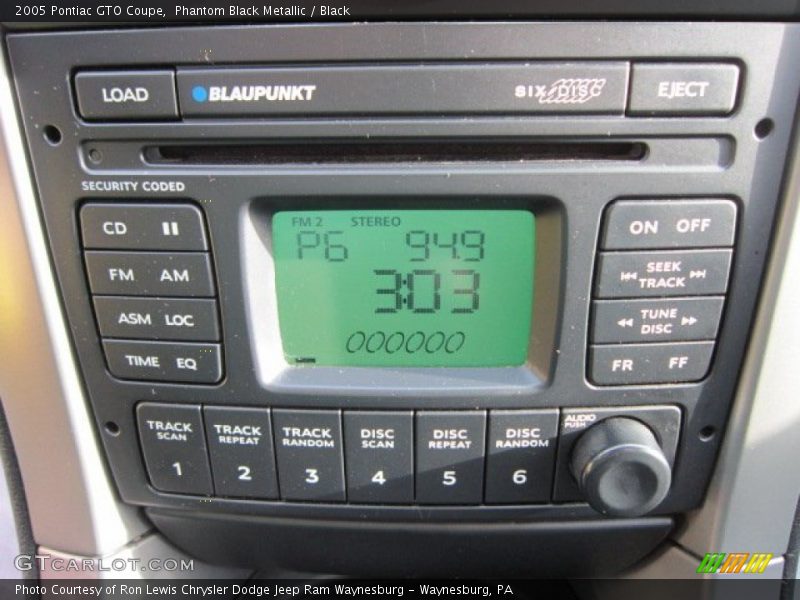 2005 Pontiac GTO Coupe, Phantom Black Metallic / Black
LOAD
BLAUPUNKT
SIX DISC
EJECT
SECURITY CODED
CD
FM AM
ASM LOC
TIME EQ
FM 2 STEREO
P6 94.9
3:03
ON OFF
SEEK
TRACK
TUNE
DISC
FR FF
TRACK
SCAN
1
TRACK
REPEAT
2
TRACK
RANDOM
3
DISC
SCAN
4
DISC
REPEAT
5
DISC
RANDOM
6
AUDIO
PUSH
GTcarlot.com
Photo Courtesy of Ron Lewis Chrysler Dodge Jeep Ram Waynesburg – Waynesburg, PA